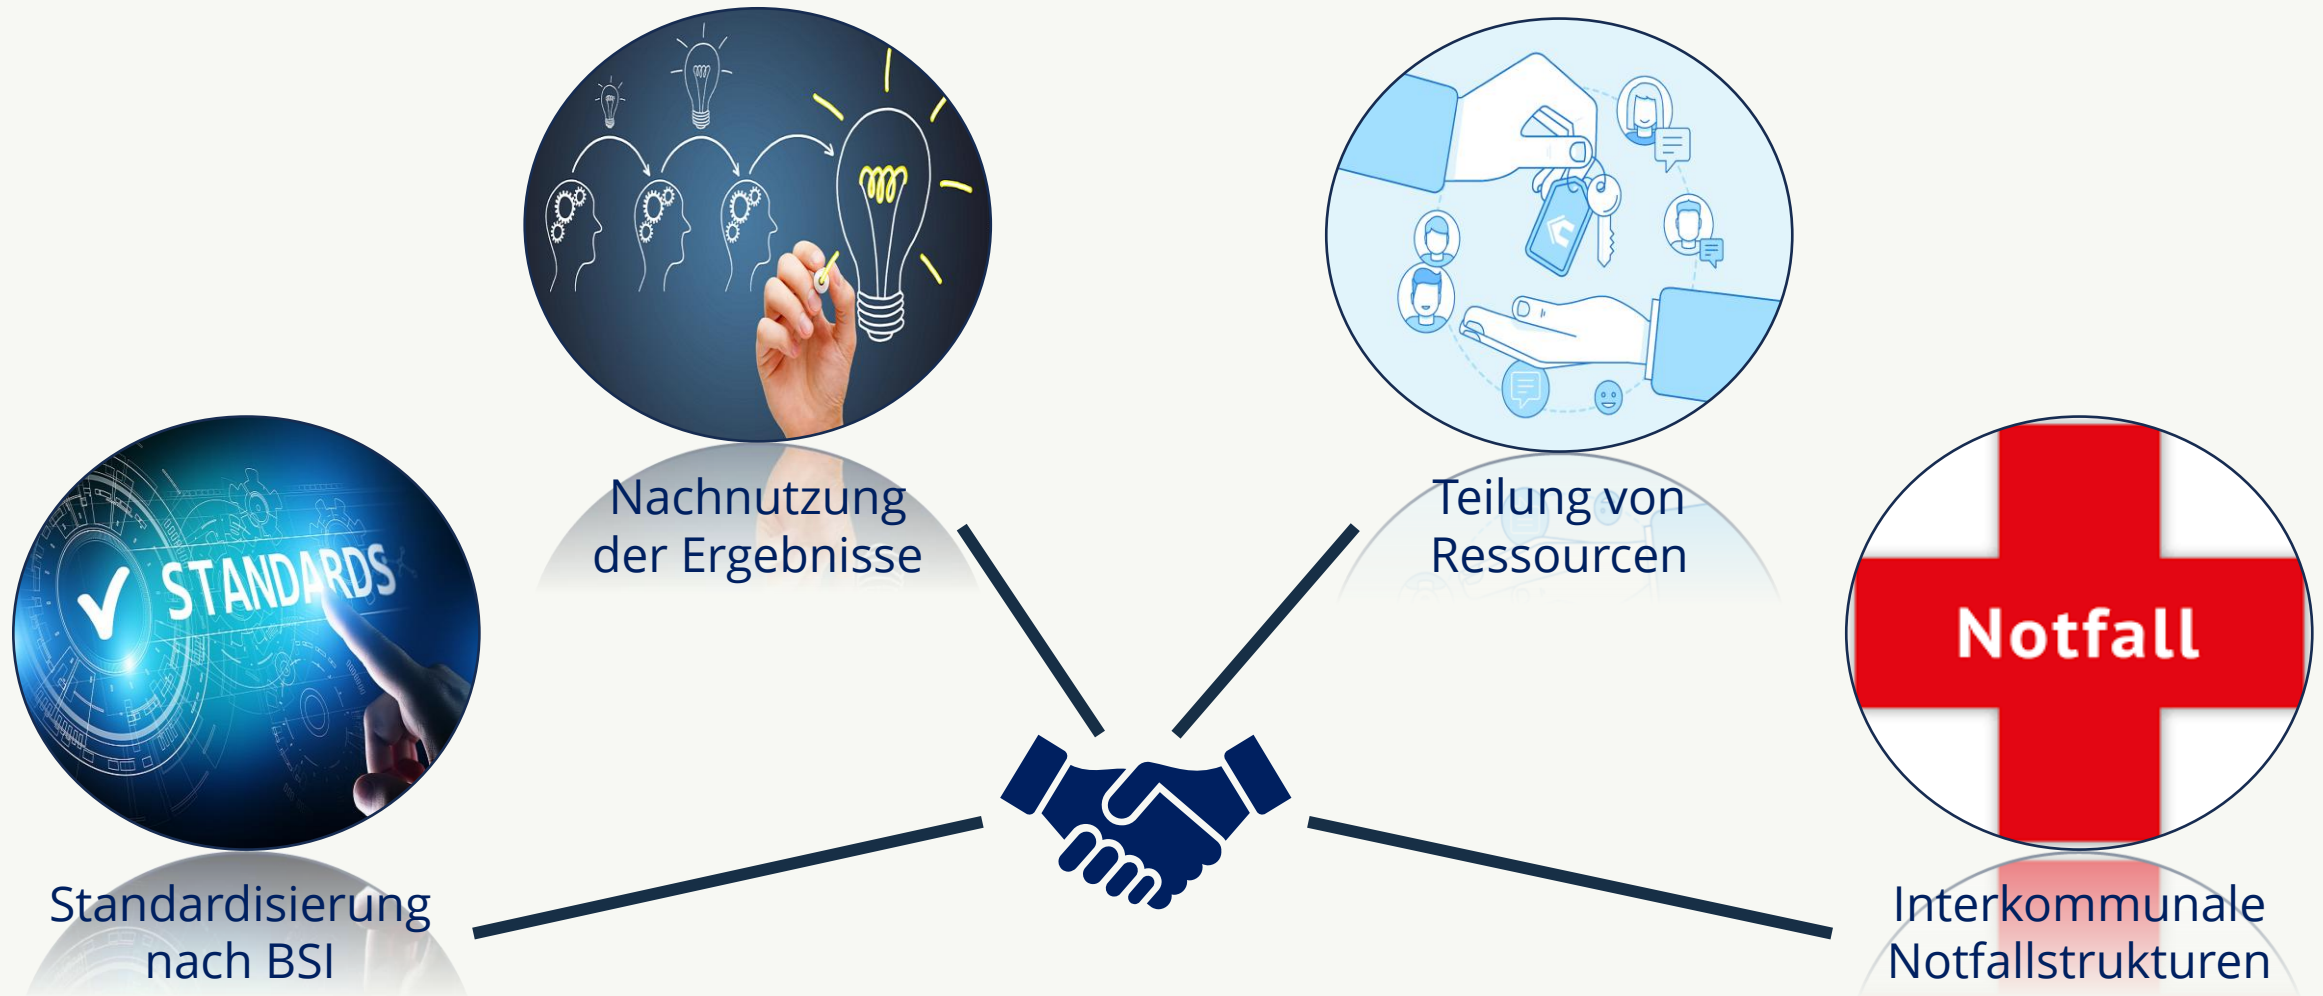 Nachnutzung
der Ergebnisse
Teilung von
Ressourcen
STANDARDS
Notfall
Standardisierung
nach BSI
Interkommunale
Notfallstrukturen